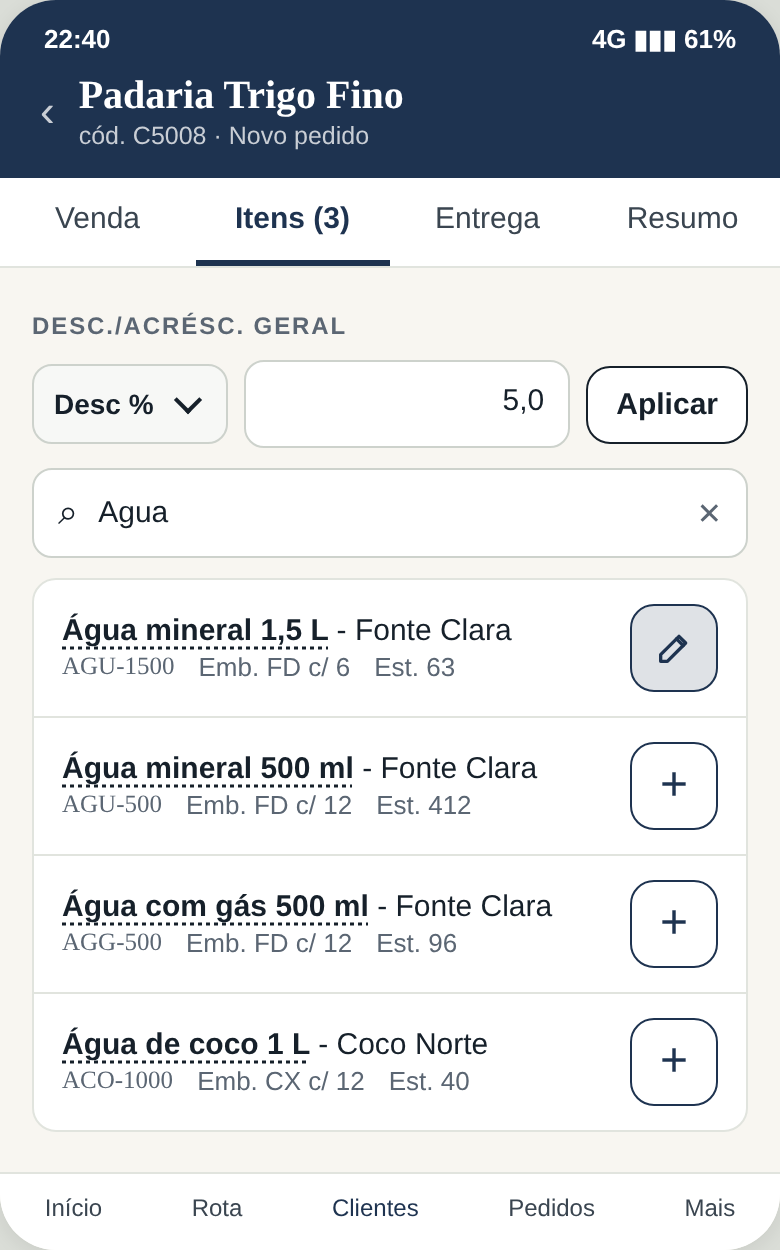 22:40 4G 61%
‹ Padaria Trigo Fino
cód. C5008 · Novo pedido
Venda Itens (3) Entrega Resumo
DESC./ACRÉSC. GERAL
Desc % 5,0 Aplicar
Agua ✕
Água mineral 1,5 L - Fonte Clara
AGU-1500 Emb. FD c/ 6 Est. 63
Água mineral 500 ml - Fonte Clara
AGU-500 Emb. FD c/ 12 Est. 412
+
Água com gás 500 ml - Fonte Clara
AGG-500 Emb. FD c/ 12 Est. 96
+
Água de coco 1 L - Coco Norte
ACO-1000 Emb. CX c/ 12 Est. 40
+
Início Rota Clientes Pedidos Mais